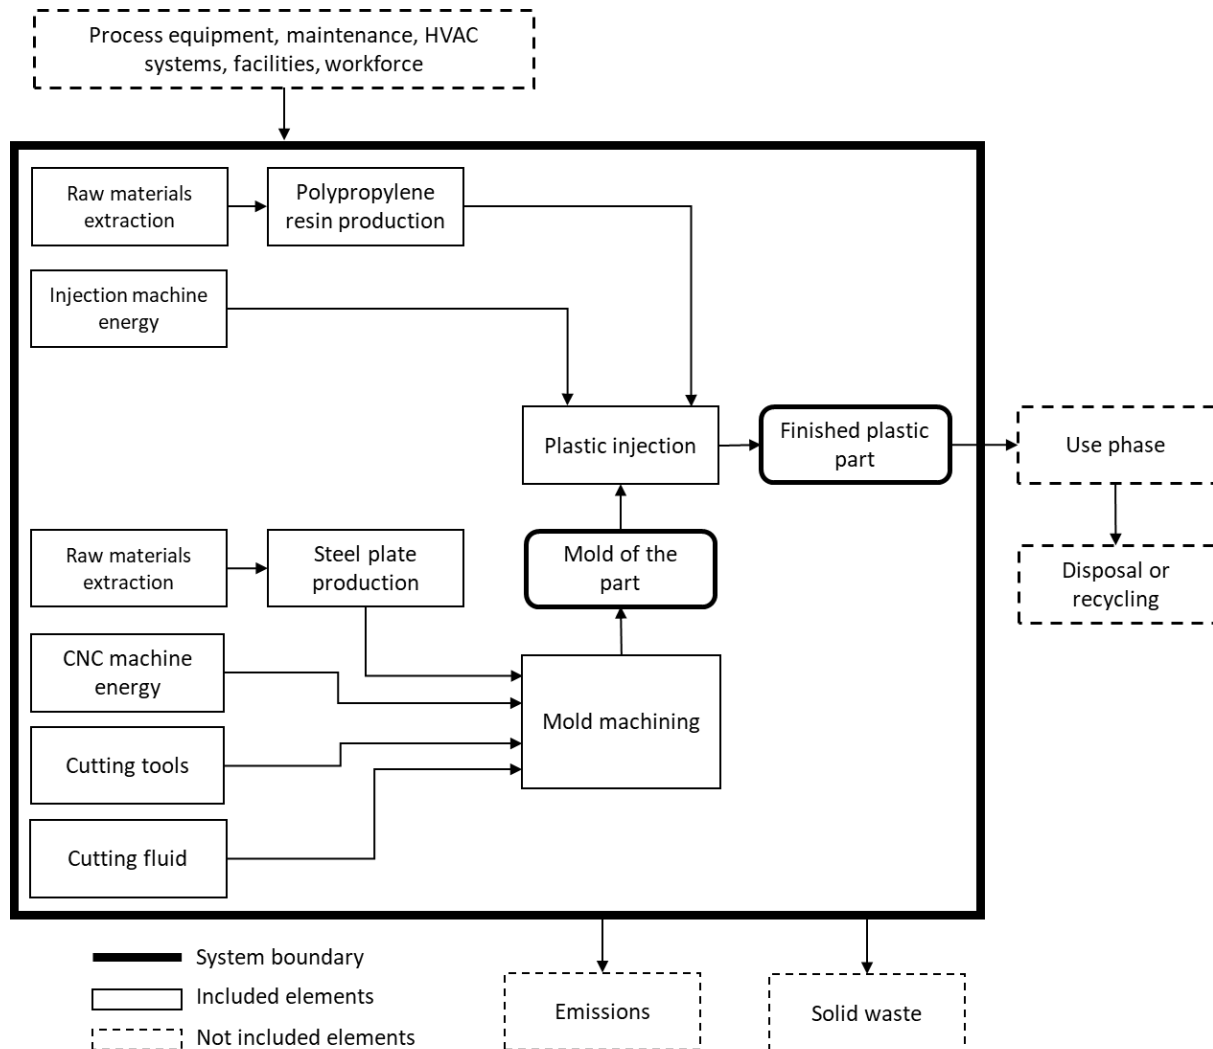 Process equipment, maintenance, HVAC
systems, facilities, workforce
Raw materials
extraction
Polypropylene
resin production
Injection machine
energy
Plastic injection
Finished plastic
part
Use phase
Raw materials
extraction
Steel plate
production
Mold of the
part
Disposal or
recycling
CNC machine
energy
Mold machining
Cutting tools
Cutting fluid
System boundary
Included elements
Not included elements
Emissions
Solid waste